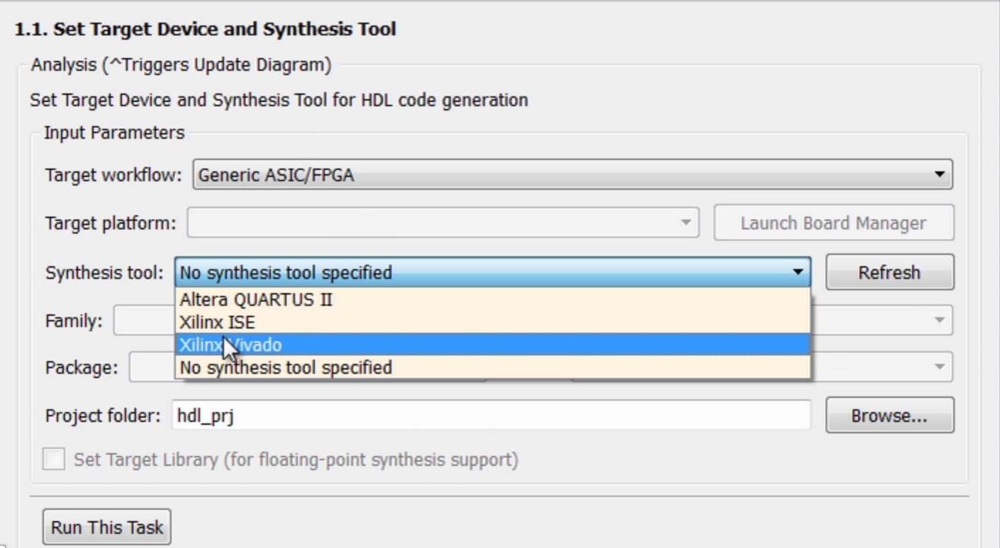 1.1. Set Target Device and Synthesis Tool
Analysis (^Triggers Update Diagram)
Set Target Device and Synthesis Tool for HDL code generation
Input Parameters
Target workflow: Generic ASIC/FPGA
Target platform: Launch Board Manager
Synthesis tool: No synthesis tool specified Refresh
Altera QUARTUS II
Family:
Xilinx ISE
Xilinx Vivado
Package:
No synthesis tool specified
Project folder: hdl_prj Browse...
Set Target Library (for floating-point synthesis support)
Run This Task